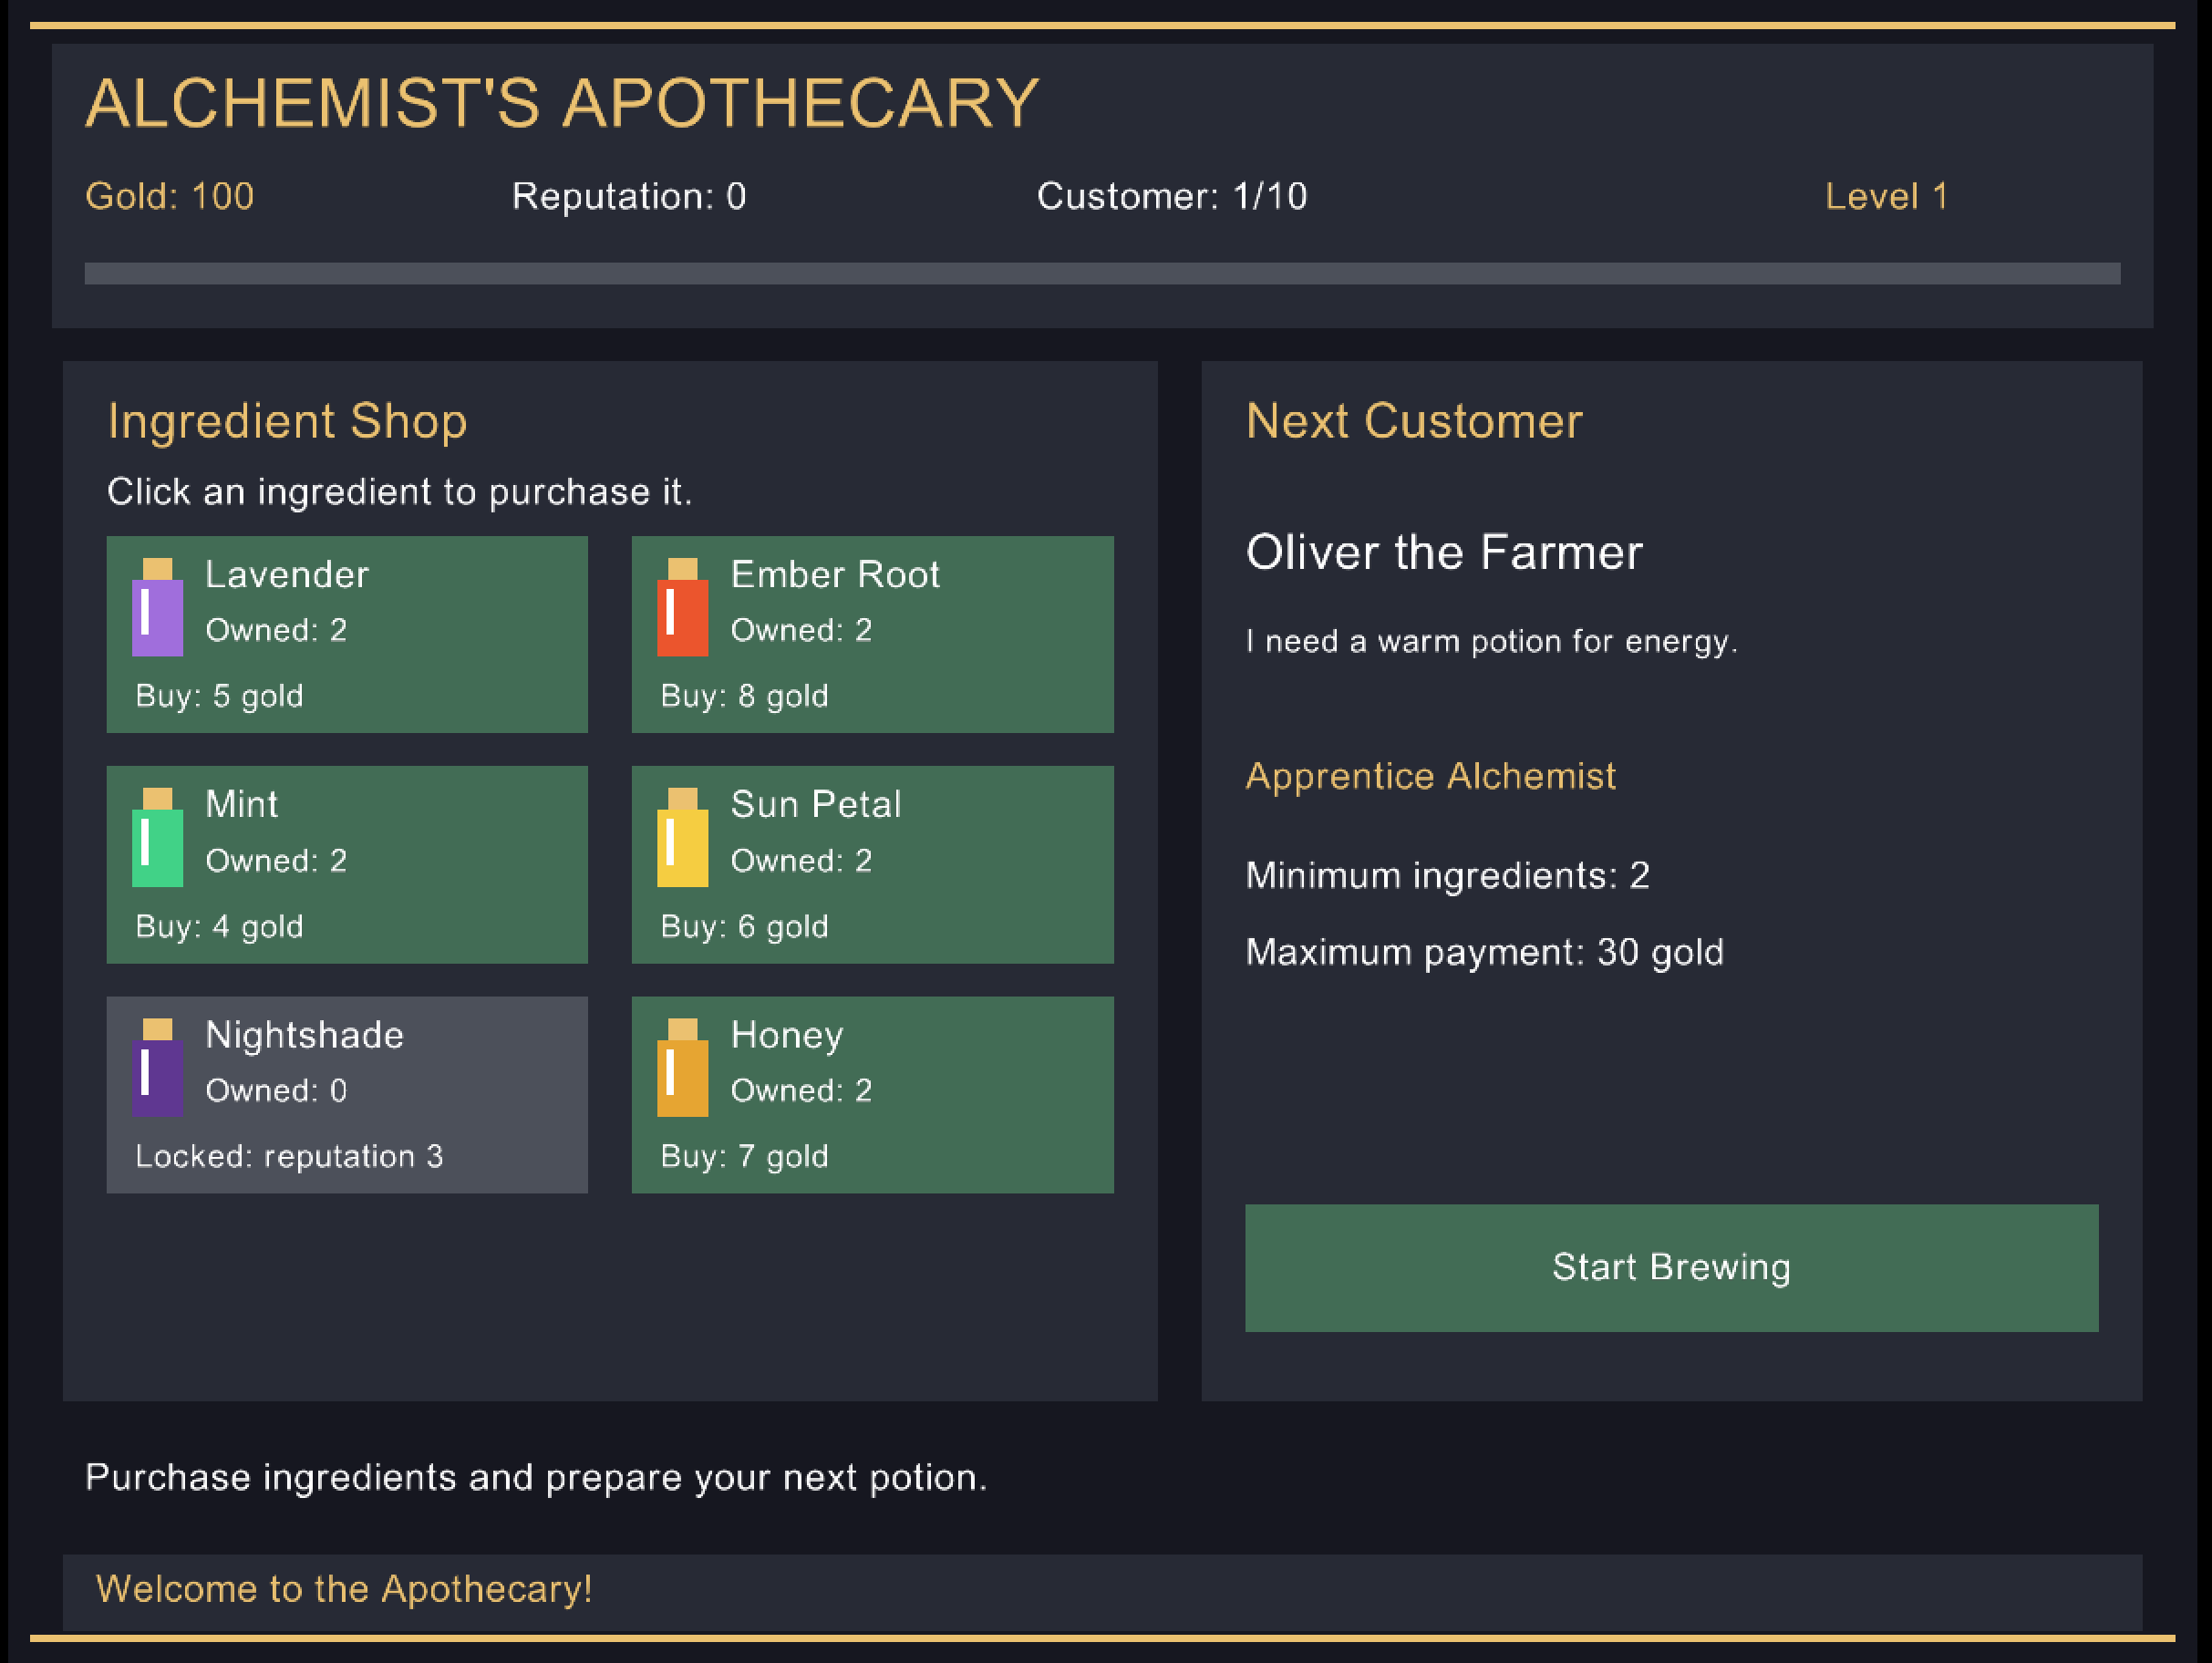 ALCHEMIST'S APOTHECARY
Gold: 100
Reputation: 0
Customer: 1/10
Level 1
Ingredient Shop
Click an ingredient to purchase it.
Lavender
Owned: 2
Buy: 5 gold
Ember Root
Owned: 2
Buy: 8 gold
Mint
Owned: 2
Buy: 4 gold
Sun Petal
Owned: 2
Buy: 6 gold
Nightshade
Owned: 0
Locked: reputation 3
Honey
Owned: 2
Buy: 7 gold
Next Customer
Oliver the Farmer
I need a warm potion for energy.
Apprentice Alchemist
Minimum ingredients: 2
Maximum payment: 30 gold
Start Brewing
Purchase ingredients and prepare your next potion.
Welcome to the Apothecary!